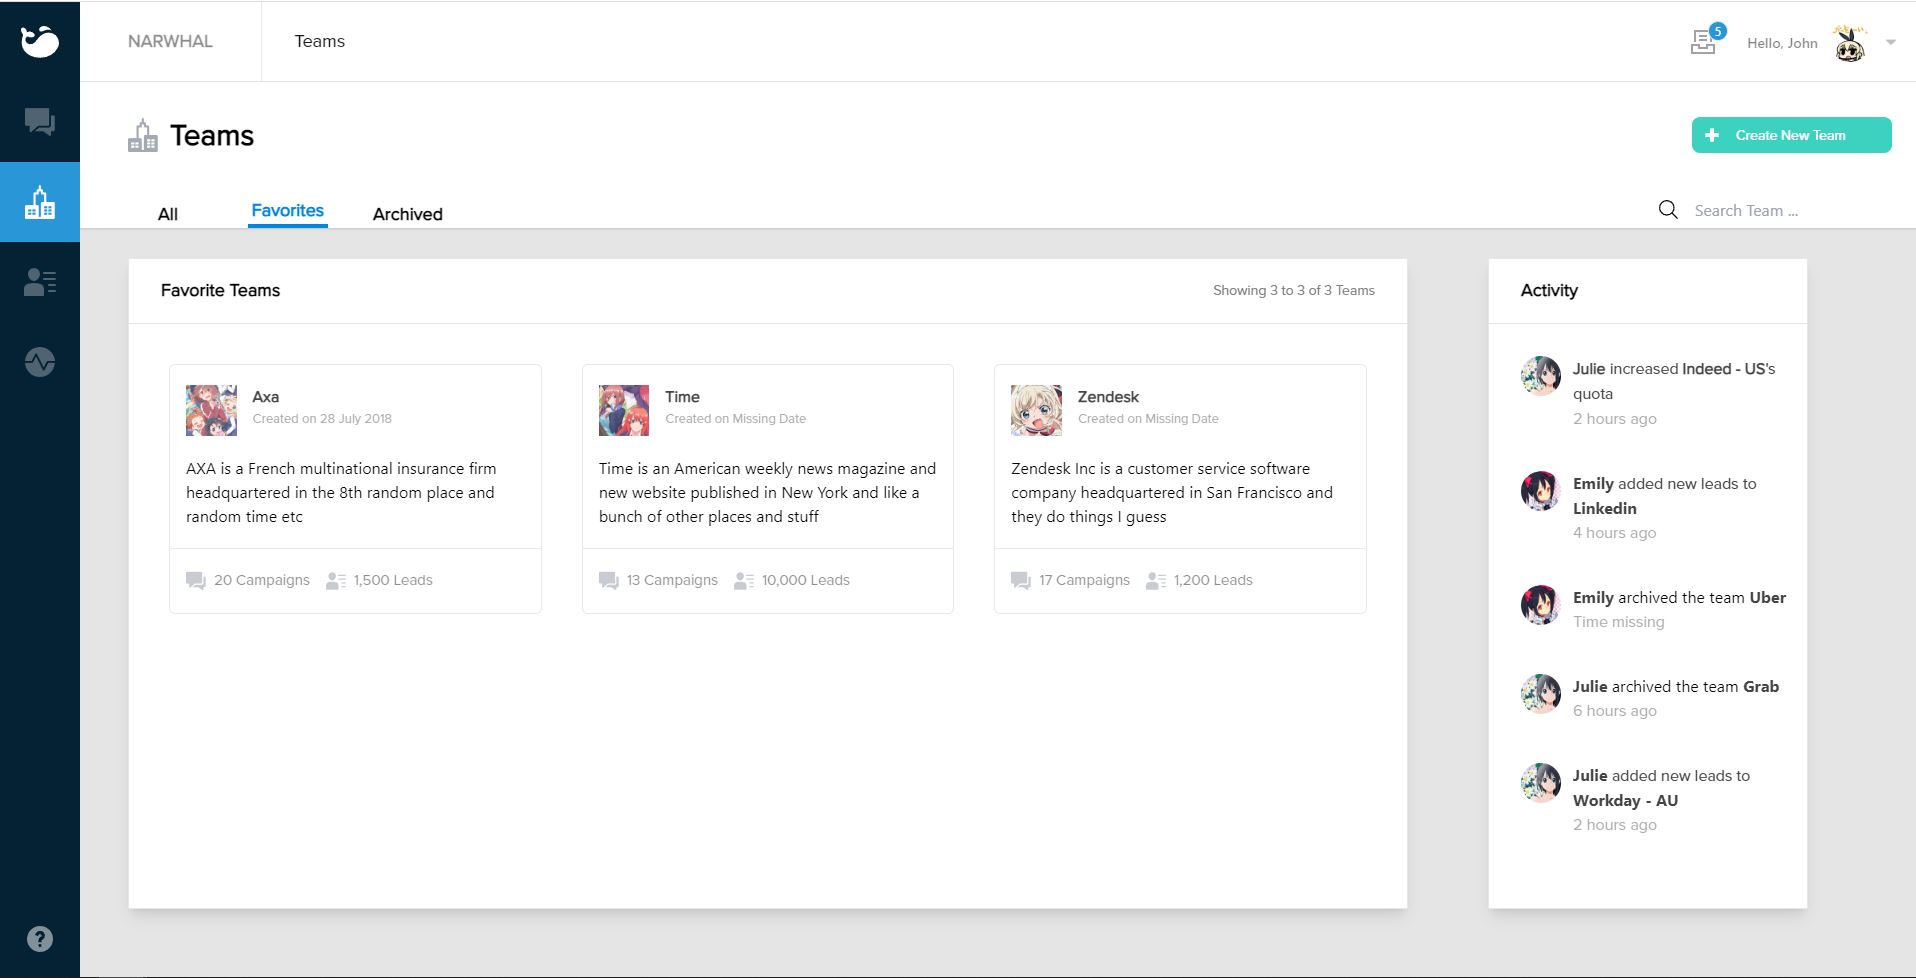 NARWHAL
Teams
5
Hello, John
Teams
Create New Team
All
Favorites
Archived
Search Team ...
Favorite Teams
Showing 3 to 3 of 3 Teams
Axa
Created on 28 July 2018
AXA is a French multinational insurance firm
headquartered in the 8th random place and
random time etc
20 Campaigns
1,500 Leads
Time
Created on Missing Date
Time is an American weekly news magazine and
new website published in New York and like a
bunch of other places and stuff
13 Campaigns
10,000 Leads
Zendesk
Created on Missing Date
Zendesk Inc is a customer service software
company headquartered in San Francisco and
they do things I guess
17 Campaigns
1,200 Leads
Activity
Julie increased Indeed - US's
quota
2 hours ago
Emily added new leads to
Linkedin
4 hours ago
Emily archived the team Uber
Time missing
Julie archived the team Grab
6 hours ago
Julie added new leads to
Workday - AU
2 hours ago
?